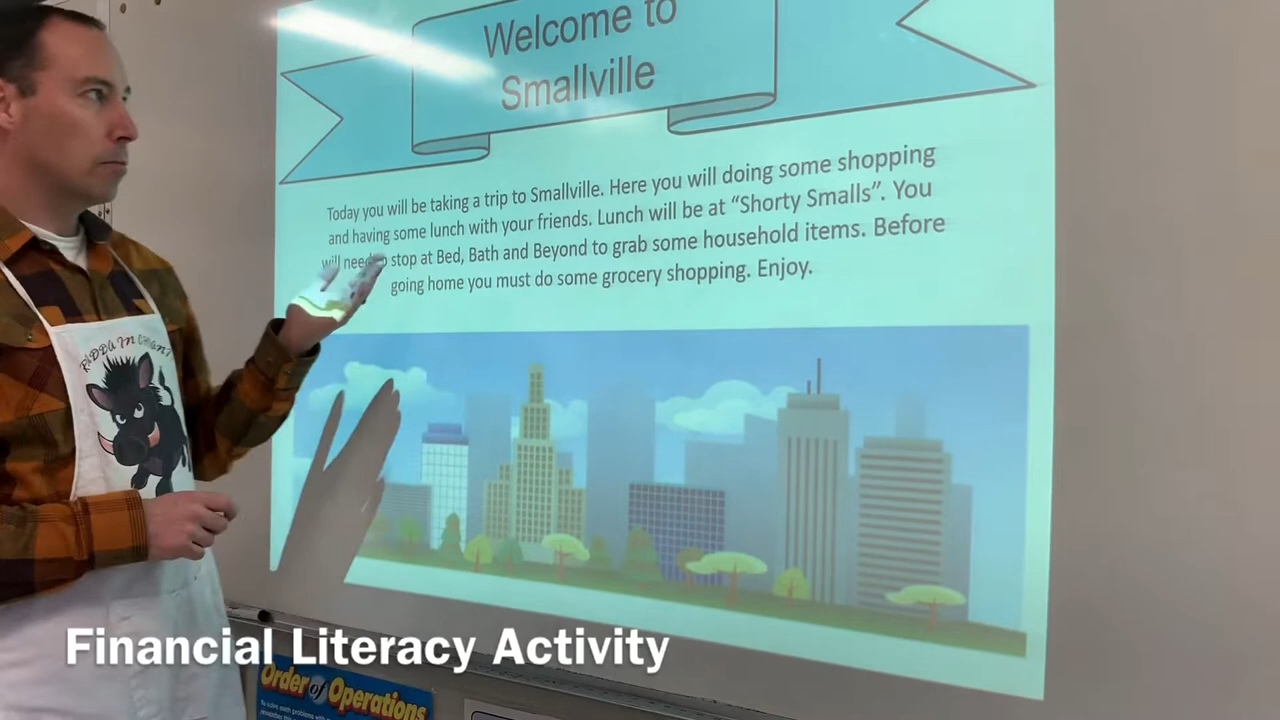 Welcome to
Smallville
Today you will be taking a trip to Smallville. Here you will doing some shopping
and having some lunch with your friends. Lunch will be at “Shorty Smalls”. You
will need stop at Bed, Bath and Beyond to grab some household items. Before
going home you must do some grocery shopping. Enjoy.
Financial Literacy Activity
Order of Operations